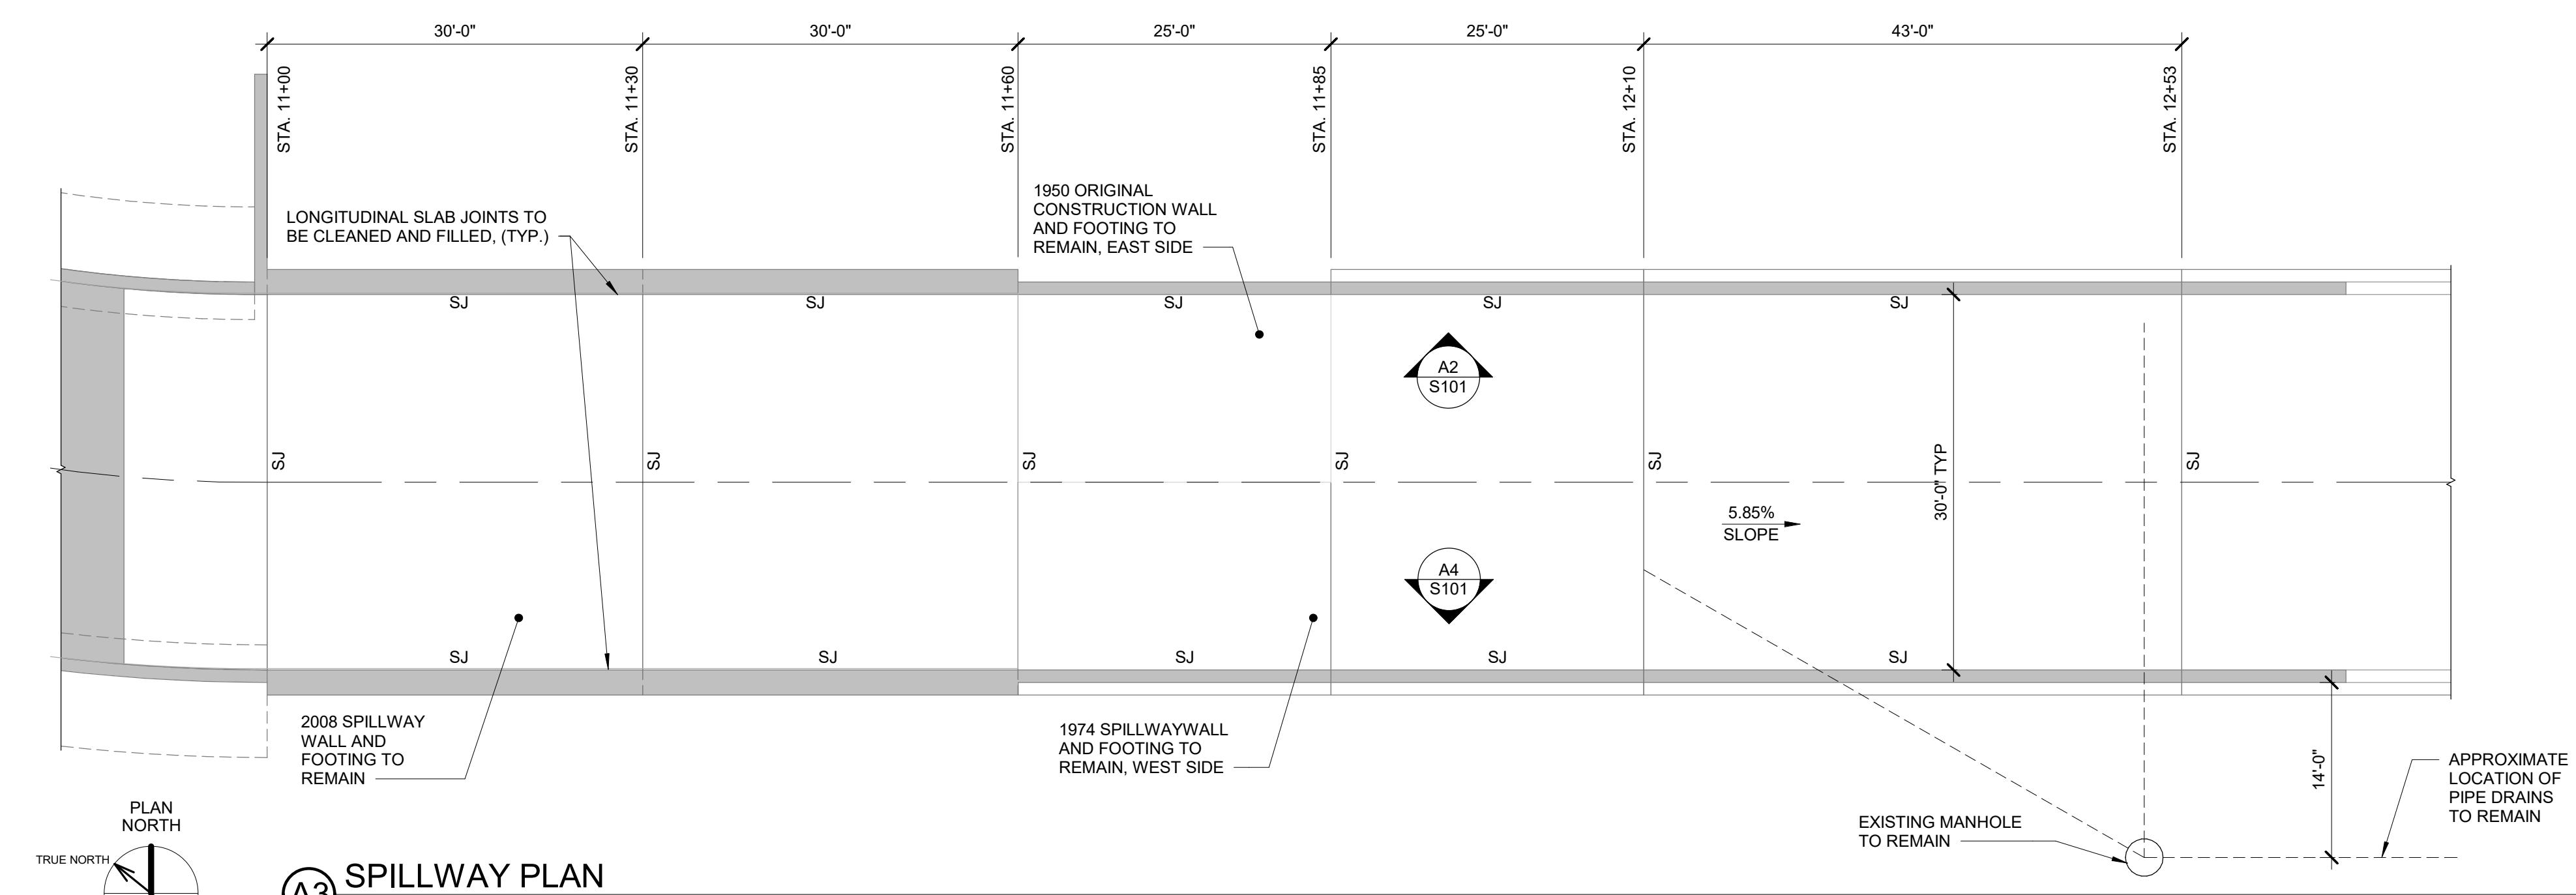 30'-0"
30'-0"
25'-0"
25'-0"
43'-0"
STA. 11+00
STA. 11+30
STA. 11+60
STA. 11+85
STA. 12+10
STA. 12+53
LONGITUDINAL SLAB JOINTS TO
BE CLEANED AND FILLED, (TYP.)
1950 ORIGINAL
CONSTRUCTION WALL
AND FOOTING TO
REMAIN, EAST SIDE
SJ
SJ
SJ
SJ
SJ
A2
S101
SJ
SJ
SJ
SJ
SJ
SJ
30'-0" TYP
5.85%
SLOPE
A4
S101
SJ
SJ
SJ
SJ
SJ
2008 SPILLWAY
WALL AND
FOOTING TO
REMAIN
1974 SPILLWAYWALL
AND FOOTING TO
REMAIN, WEST SIDE
14'-0"
APPROXIMATE
LOCATION OF
PIPE DRAINS
TO REMAIN
EXISTING MANHOLE
TO REMAIN
PLAN
NORTH
TRUE NORTH
A3
SPILLWAY PLAN